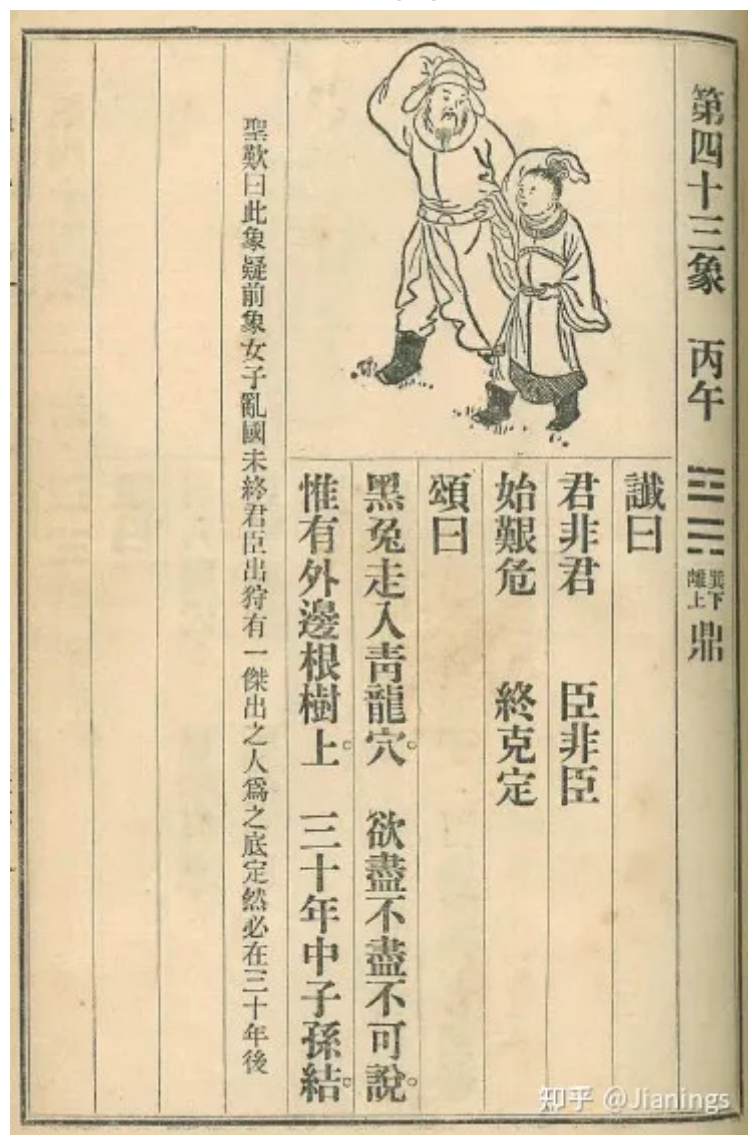 第四十三象　丙午　䷱　巽下離上　鼎
讖曰
君非君　臣非臣
始艱危　終克定
頌曰
黑兔走入靑龍穴。　欲盡不盡不可說。
惟有外邊根樹上。　三十年中子孫結。
聖歎曰此象疑前象女子亂國未終君臣出狩有一傑出之人爲之底定然必在三十年後
知乎 @Jianings